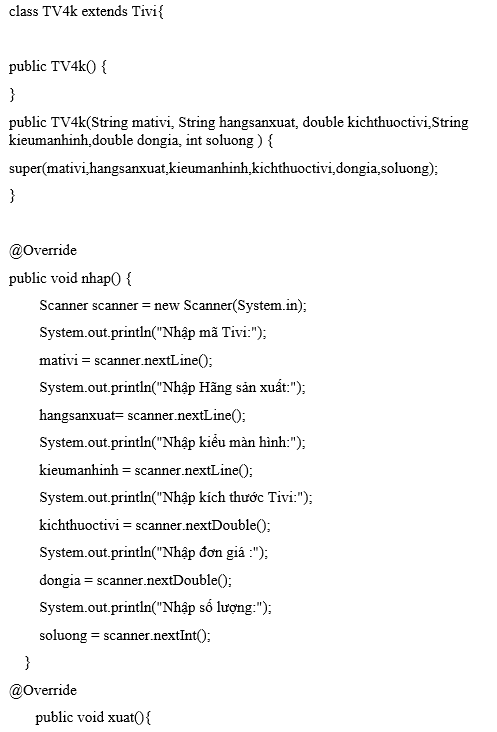 class TV4k extends Tivi{
public TV4k() {
}
public TV4k(String mativi, String hangsanxuat, double kichthuoctivi,String
kieumanhinh,double dongia, int soluong ) {
super(mativi,hangsanxuat,kieumanhinh,kichthuoctivi,dongia,soluong);
}
@Override
public void nhap() {
Scanner scanner = new Scanner(System.in);
System.out.println("Nhập mã Tivi:");
mativi = scanner.nextLine();
System.out.println("Nhập Hãng sản xuất:");
hangsanxuat= scanner.nextLine();
System.out.println("Nhập kiểu màn hình:");
kieumanhinh = scanner.nextLine();
System.out.println("Nhập kích thước Tivi:");
kichthuoctivi = scanner.nextDouble();
System.out.println("Nhập đơn giá :");
dongia = scanner.nextDouble();
System.out.println("Nhập số lượng:");
soluong = scanner.nextInt();
}
@Override
public void xuat(){